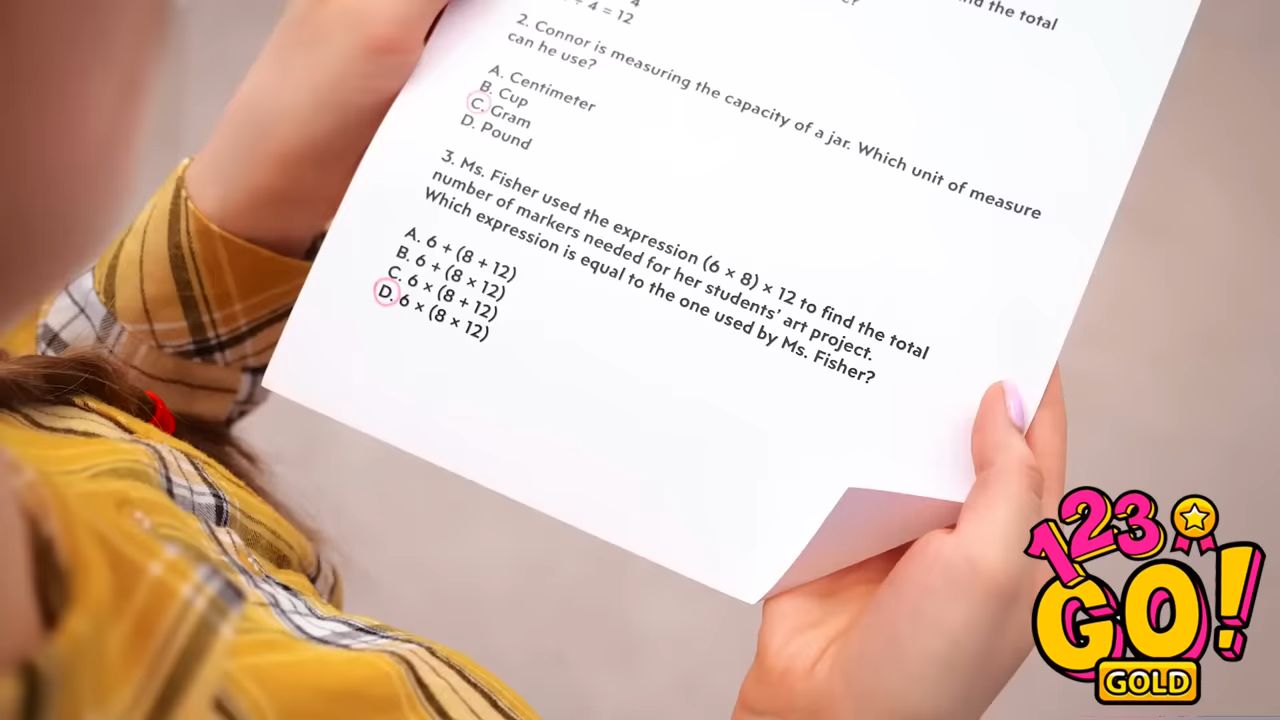 nd the total
4
+ 4 = 12
2. Connor is measuring the capacity of a jar. Which unit of measure
can he use?
A. Centimeter
B. Cup
C. Gram
D. Pound
3. Ms. Fisher used the expression (6 × 8) × 12 to find the total
number of markers needed for her students' art project.
Which expression is equal to the one used by Ms. Fisher?
A. 6 + (8 + 12)
B. 6 + (8 × 12)
C. 6 × (8 + 12)
D. 6 × (8 × 12)
123
GO!
GOLD